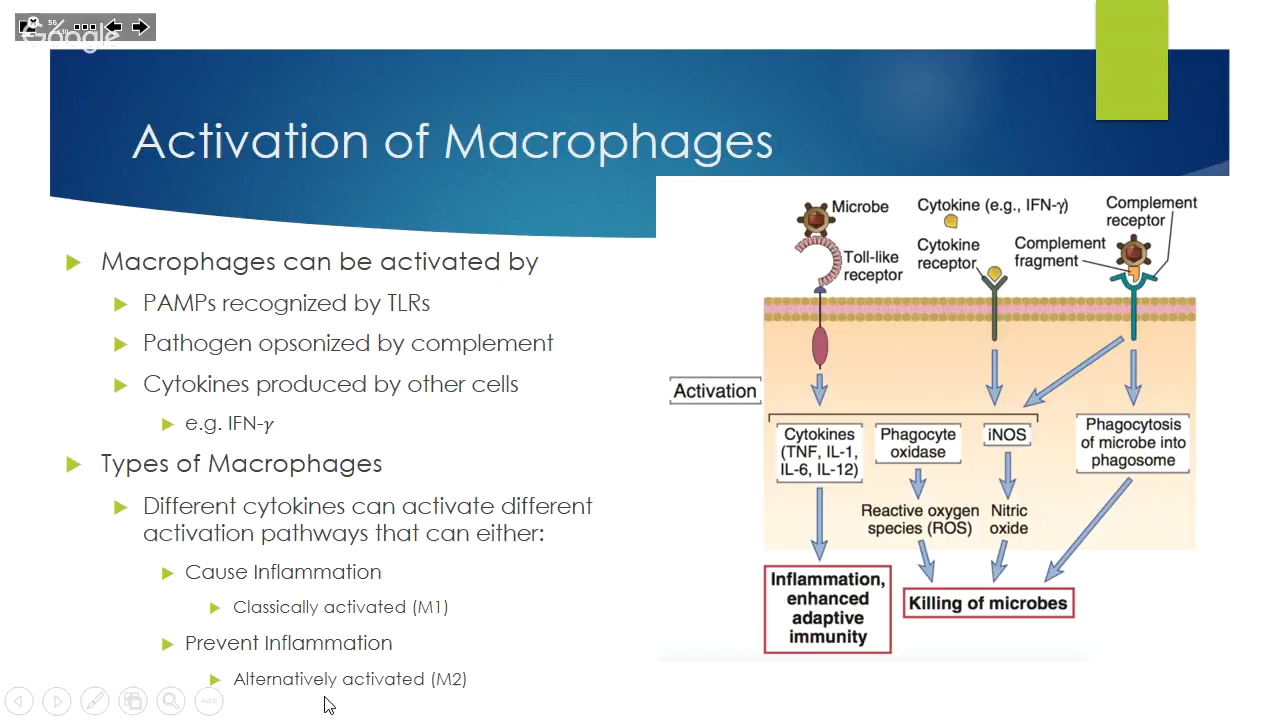 56
130
Google
Activation of Macrophages
Macrophages can be activated by
PAMPs recognized by TLRs
Pathogen opsonized by complement
Cytokines produced by other cells
e.g. IFN-γ
Types of Macrophages
Different cytokines can activate different
activation pathways that can either:
Cause Inflammation
Classically activated (M1)
Prevent Inflammation
Alternatively activated (M2)
Microbe
Cytokine (e.g., IFN-γ)
Complement
receptor
Toll-like
receptor
Cytokine
receptor
Complement
fragment
Activation
Cytokines
(TNF, IL-1,
IL-6, IL-12)
Phagocyte
oxidase
iNOS
Phagocytosis
of microbe into
phagosome
Reactive oxygen
species (ROS)
Nitric
oxide
Inflammation,
enhanced
adaptive
immunity
Killing of microbes